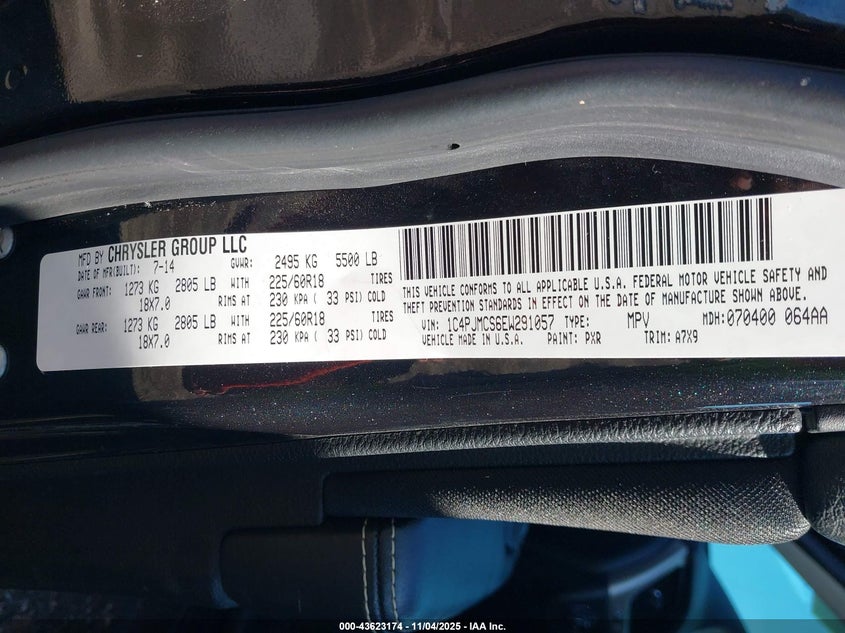 MFD BY CHRYSLER GROUP LLC
DATE OF MFR(BUILT): 7-14 GVWR: 2495 KG 5500 LB
GAWR FRONT: 1273 KG 2805 LB WITH 225/60R18 TIRES
18X7.0 RIMS AT 230 KPA ( 33 PSI) COLD
GAWR REAR: 1273 KG 2805 LB WITH 225/60R18 TIRES
18X7.0 RIMS AT 230 KPA ( 33 PSI) COLD
THIS VEHICLE CONFORMS TO ALL APPLICABLE U.S.A. FEDERAL MOTOR VEHICLE SAFETY AND
THEFT PREVENTION STANDARDS IN EFFECT ON THE DATE OF MANUFACTURE SHOWN ABOVE.
VIN: 1C4PJMCS6EW291057 TYPE: MPV MDH: 070400 064AA
VEHICLE MADE IN U.S.A. PAINT: PXR TRIM: A7X9
000-43623174 - 11/04/2025 - IAA Inc.